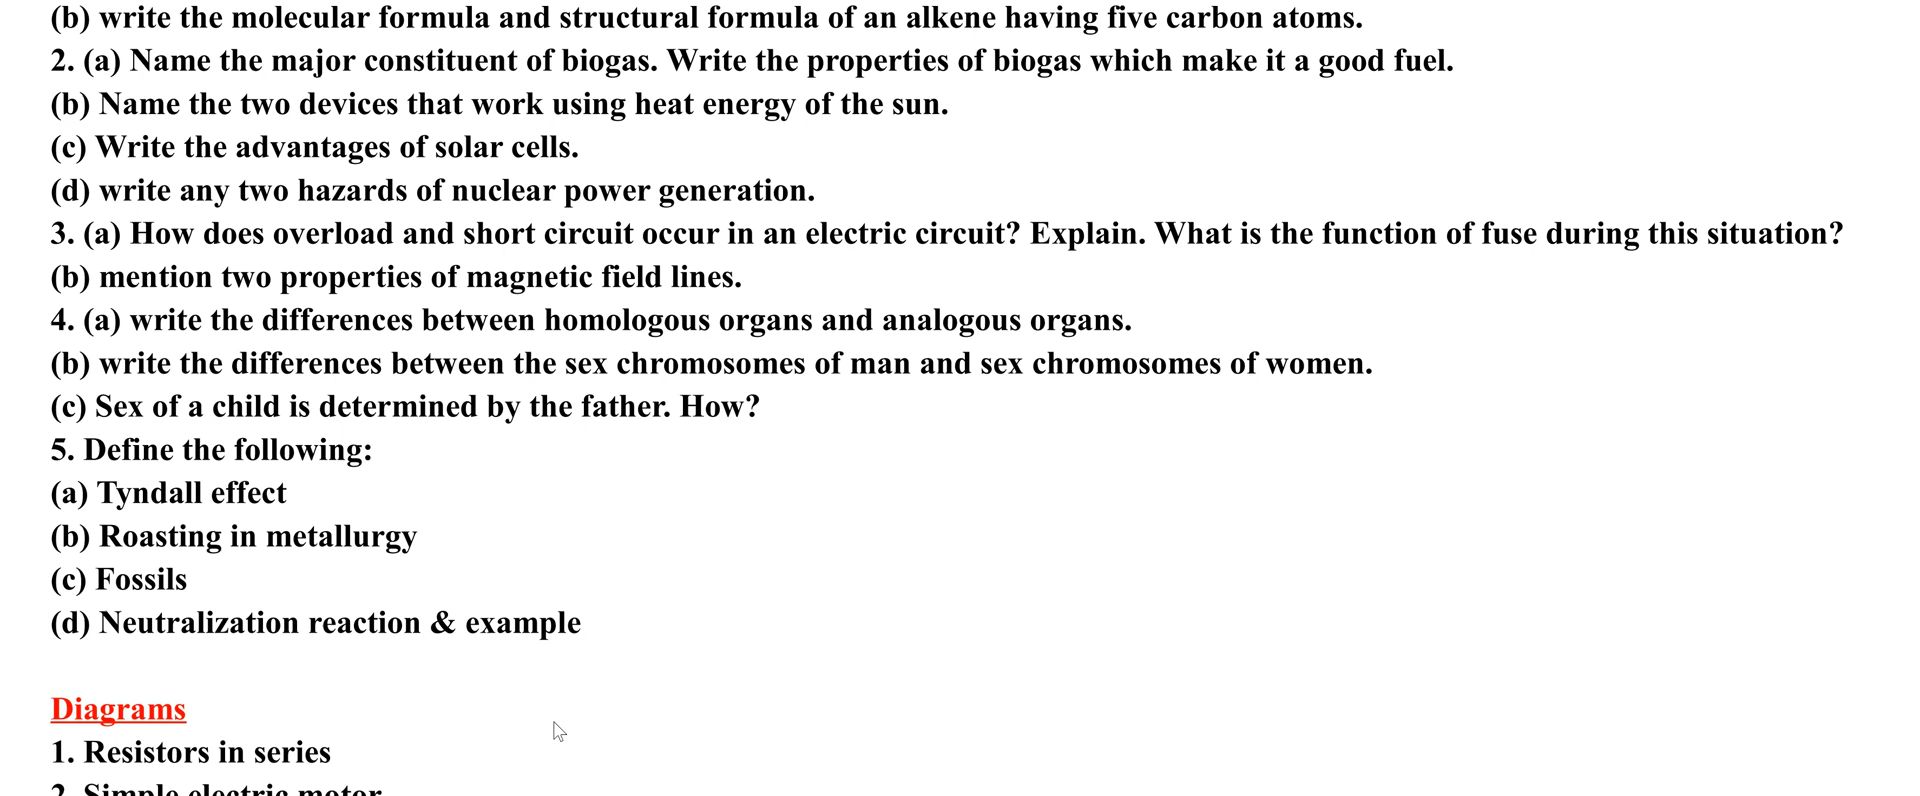 (b) write the molecular formula and structural formula of an alkene having five carbon atoms.
2. (a) Name the major constituent of biogas. Write the properties of biogas which make it a good fuel.
(b) Name the two devices that work using heat energy of the sun.
(c) Write the advantages of solar cells.
(d) write any two hazards of nuclear power generation.
3. (a) How does overload and short circuit occur in an electric circuit? Explain. What is the function of fuse during this situation?
(b) mention two properties of magnetic field lines.
4. (a) write the differences between homologous organs and analogous organs.
(b) write the differences between the sex chromosomes of man and sex chromosomes of women.
(c) Sex of a child is determined by the father. How?
5. Define the following:
(a) Tyndall effect
(b) Roasting in metallurgy
(c) Fossils
(d) Neutralization reaction & example
Diagrams
1. Resistors in series
2. Simple electric motor